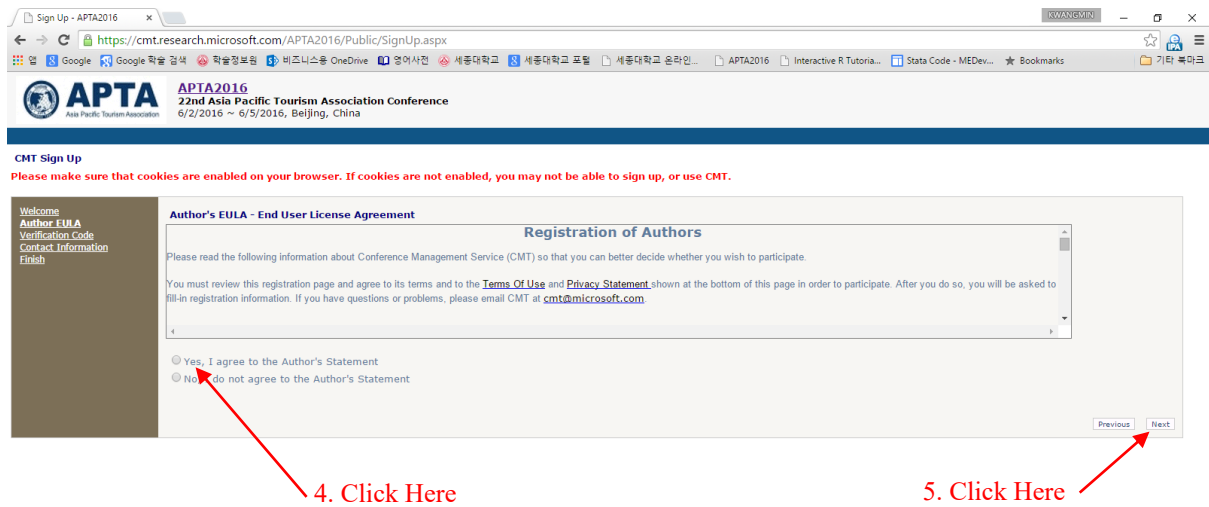 Sign Up - APTA2016
KWANGMIN
https://cmt.research.microsoft.com/APTA2016/Public/SignUp.aspx
앱 Google Google 학술 검색 학술정보원 비즈니스용 OneDrive 영어사전 세종대학교 세종대학교 포털 세종대학교 온라인... APTA2016 Interactive R Tutoria... Stata Code - MEDev... Bookmarks 기타 북마크
APTA
Asia Pacific Tourism Association
APTA2016
22nd Asia Pacific Tourism Association Conference
6/2/2016 ~ 6/5/2016, Beijing, China
CMT Sign Up
Please make sure that cookies are enabled on your browser. If cookies are not enabled, you may not be able to sign up, or use CMT.
Welcome
Author EULA
Verification Code
Contact Information
Finish
Author's EULA - End User License Agreement
Registration of Authors
Please read the following information about Conference Management Service (CMT) so that you can better decide whether you wish to participate.
You must review this registration page and agree to its terms and to the Terms Of Use and Privacy Statement shown at the bottom of this page in order to participate. After you do so, you will be asked to
fill-in registration information. If you have questions or problems, please email CMT at cmt@microsoft.com.
Yes, I agree to the Author's Statement
No, I do not agree to the Author's Statement
Previous Next
4. Click Here
5. Click Here